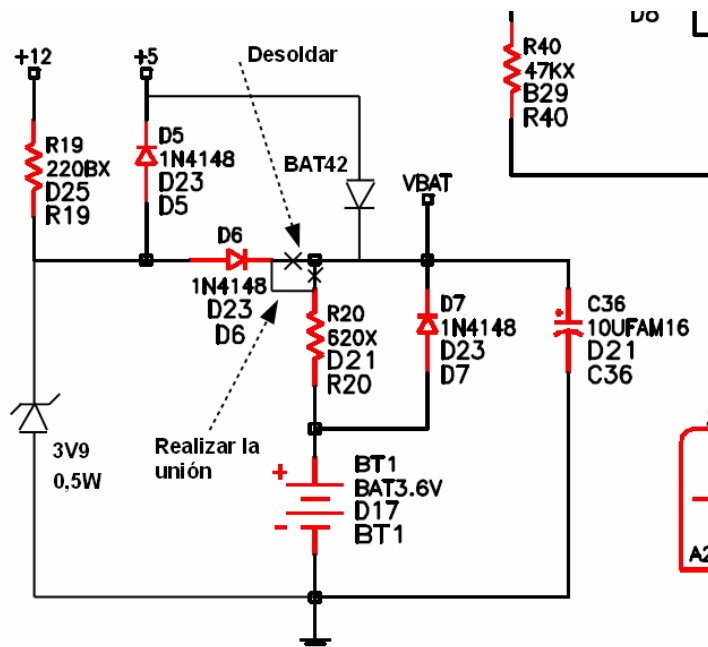 D8
+12
+5
Desoldar
R40
47KX
B29
R40
R19
220BX
D25
R19
D5
1N4148
D23
D5
BAT42
VBAT
D6
1N4148
D23
D6
R20
620X
D21
R20
D7
1N4148
D23
D7
C36
+
10UFAM16
D21
C36
3V9
0,5W
Realizar la
unión
+
-
BT1
BAT3.6V
D17
BT1